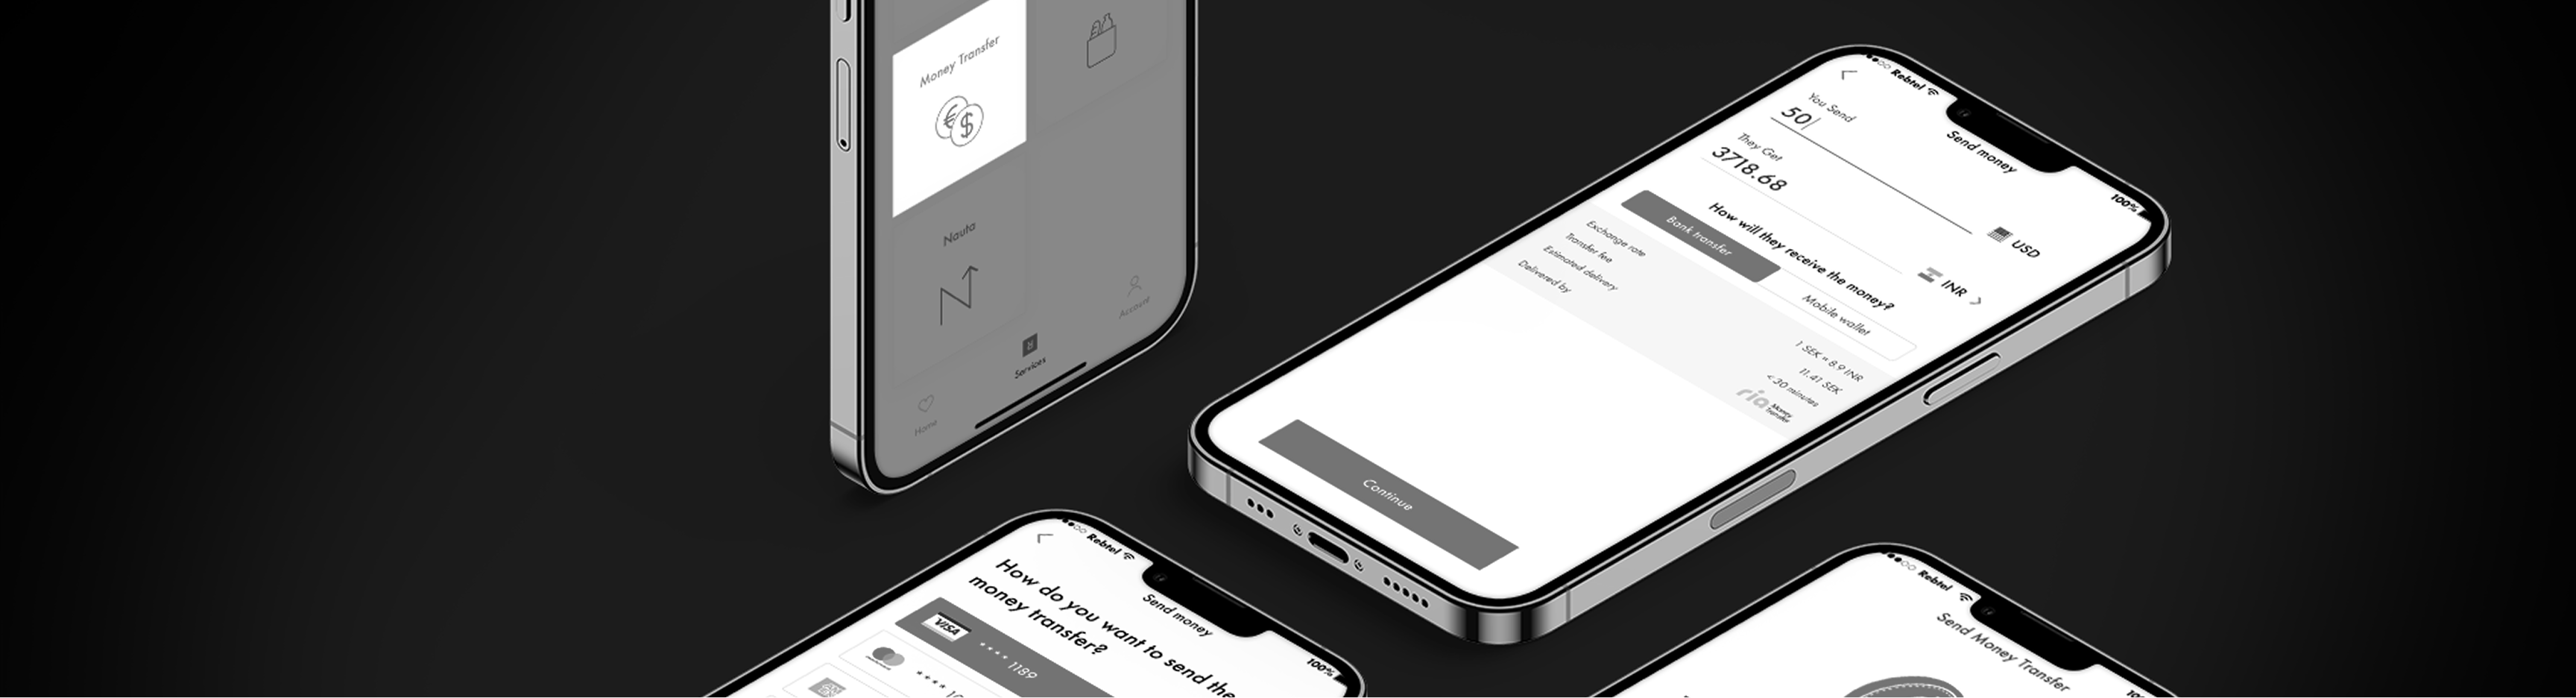 Money Transfer
€
$
Nauta
Home
Services
Account
Rebtel
100%
Send money
You Send
50
USD
They Get
3718.68
INR
How will they receive the money?
Bank transfer
Mobile wallet
Exchange rate
1 SEK = 8.9 INR
Transfer fee
11.41 SEK
Estimated delivery
< 30 minutes
Delivered by
ria Money Transfer
Continue
Rebtel
100%
Send money
How do you want to send the
money transfer?
VISA
**** 1189
Rebtel
Send Money Transfer